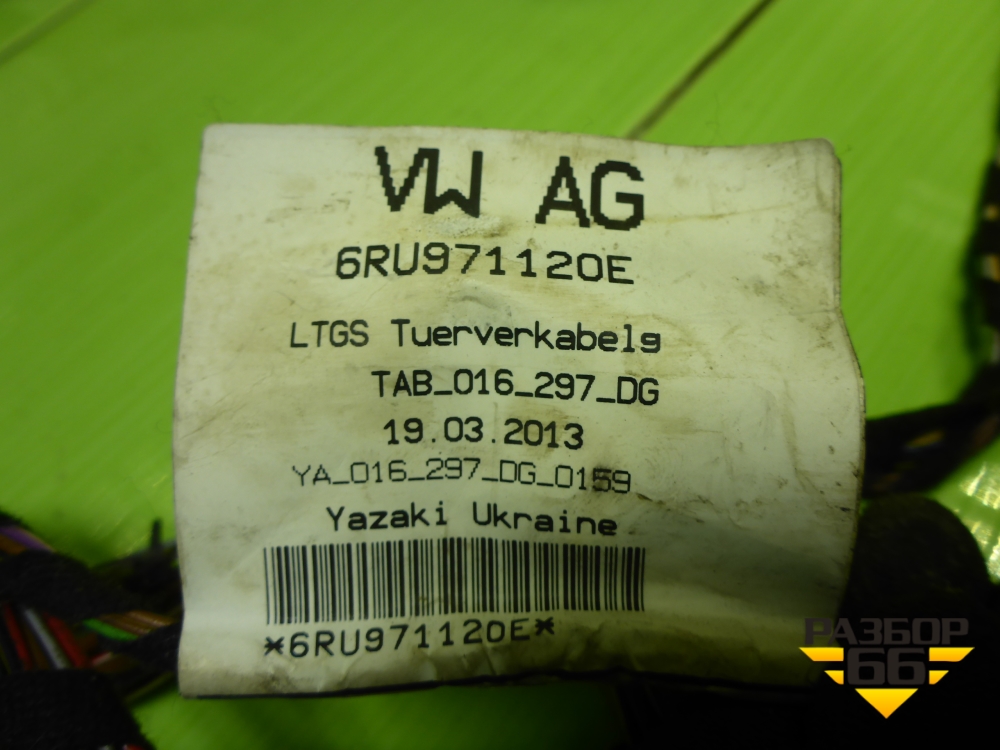 VW AG
6RU971120E
LTGS Tuerverkabelg
TAB_016_297_DG
19.03.2013
YA_016_297_DG_0159
Yazaki Ukraine
*6RU971120E*
РАЗБОР
66